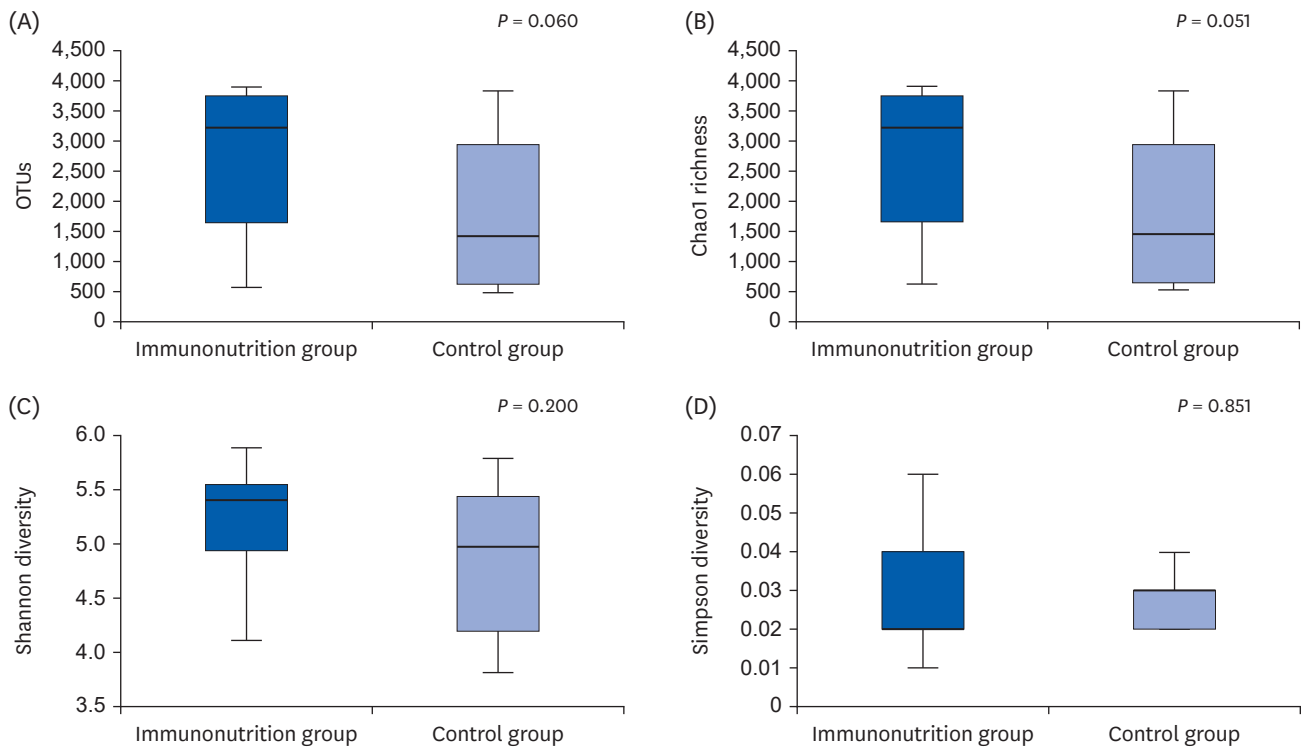 (A)
P = 0.060
4,500
4,000
3,500
3,000
2,500
2,000
1,500
1,000
500
0
OTUs
Immunonutrition group
Control group
(B)
P = 0.051
4,500
4,000
3,500
3,000
2,500
2,000
1,500
1,000
500
0
Chao1 richness
Immunonutrition group
Control group
(C)
P = 0.200
6.0
5.5
5.0
4.5
4.0
3.5
Shannon diversity
Immunonutrition group
Control group
(D)
P = 0.851
0.07
0.06
0.05
0.04
0.03
0.02
0.01
0
Simpson diversity
Immunonutrition group
Control group